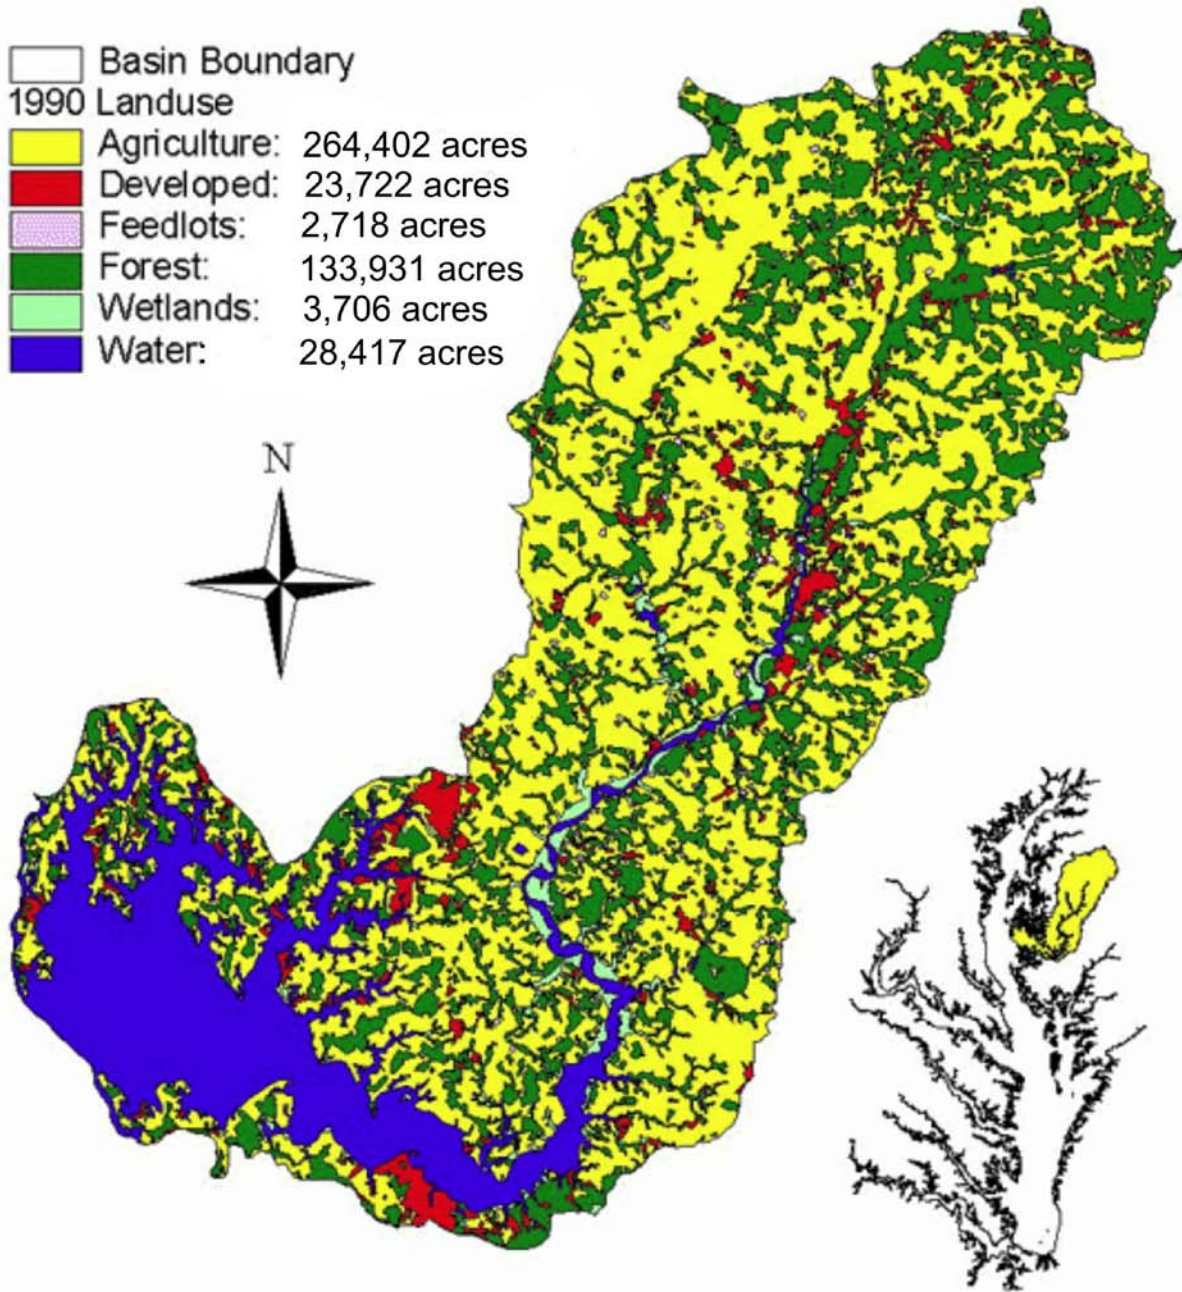 Basin Boundary
1990 Landuse
Agriculture: 264,402 acres
Developed: 23,722 acres
Feedlots: 2,718 acres
Forest: 133,931 acres
Wetlands: 3,706 acres
Water: 28,417 acres
N